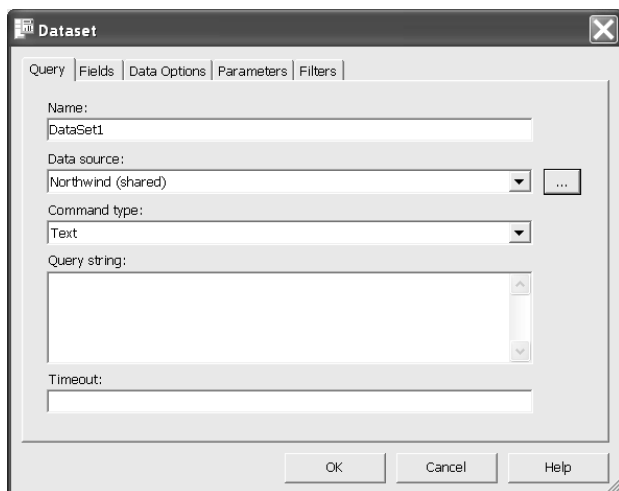 Dataset
Query Fields Data Options Parameters Filters
Name:
DataSet1
Data source:
Northwind (shared)
...
Command type:
Text
Query string:
Timeout:
OK Cancel Help